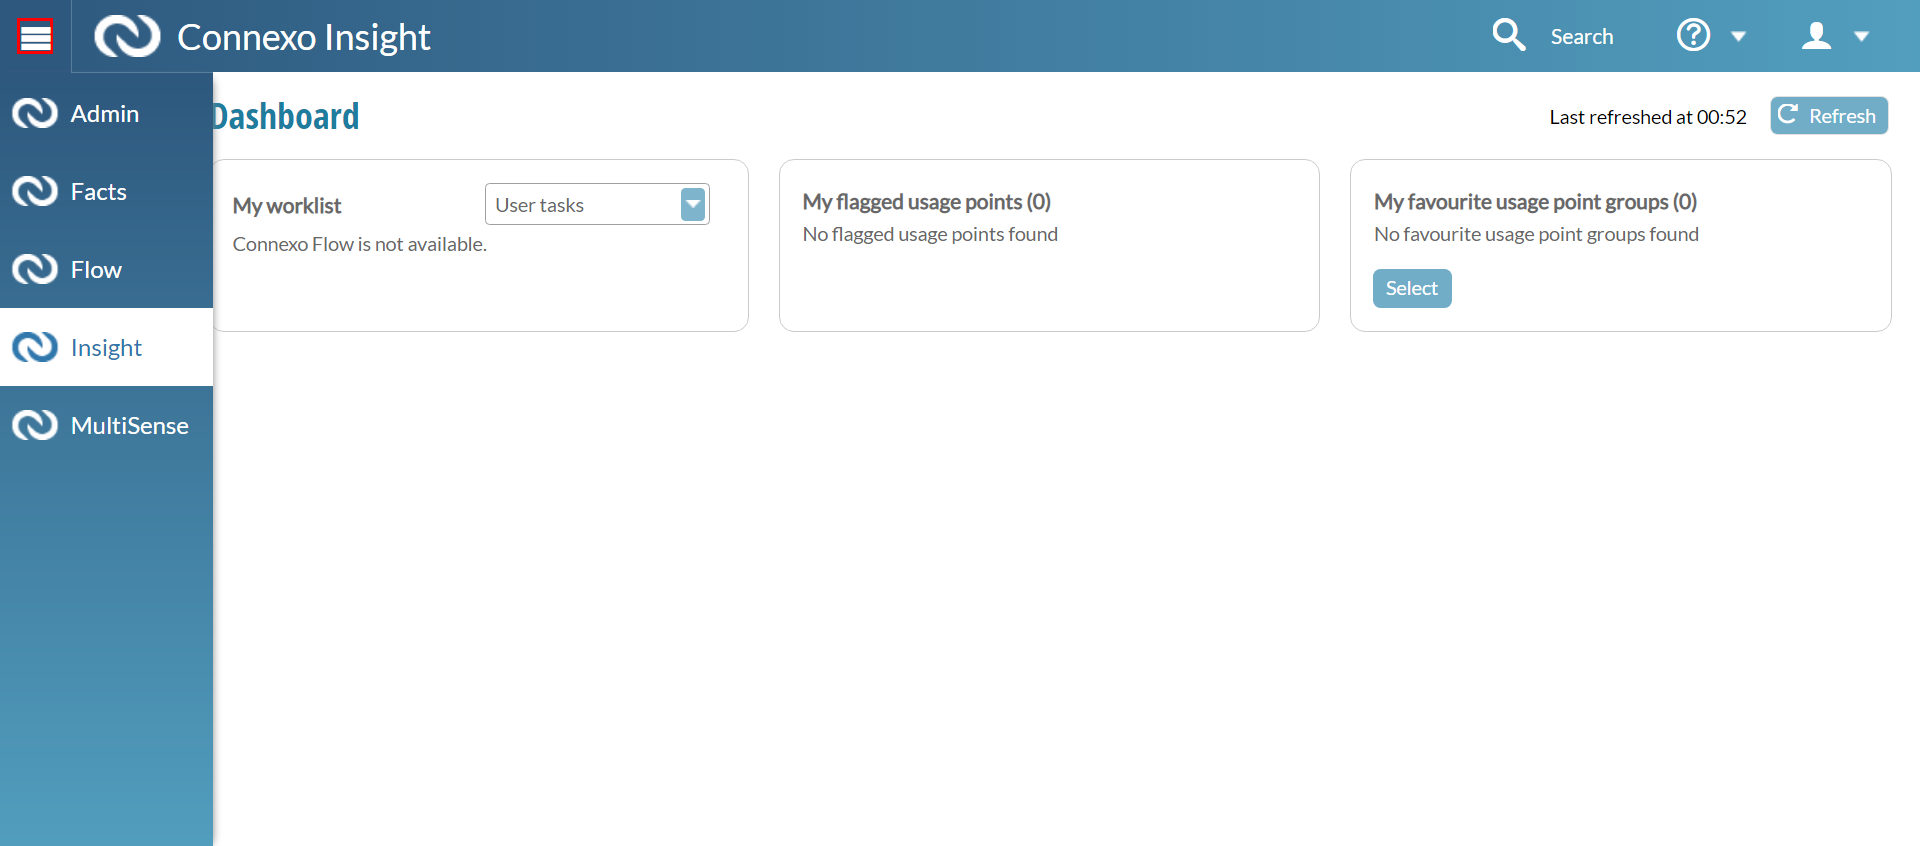 Connexo Insight
Search
Admin
Facts
Flow
Insight
MultiSense
Dashboard
Last refreshed at 00:52
Refresh
My worklist
User tasks
Connexo Flow is not available.
My flagged usage points (0)
No flagged usage points found
My favourite usage point groups (0)
No favourite usage point groups found
Select